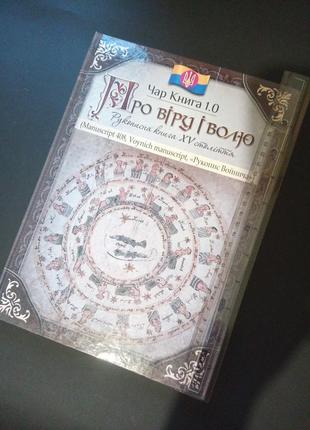 Чар Книга 1.0
Про віру і волю
Рукописна книга XV століття
(Manuscript 408, Voynich manuscript, «Рукопис Войнича»)